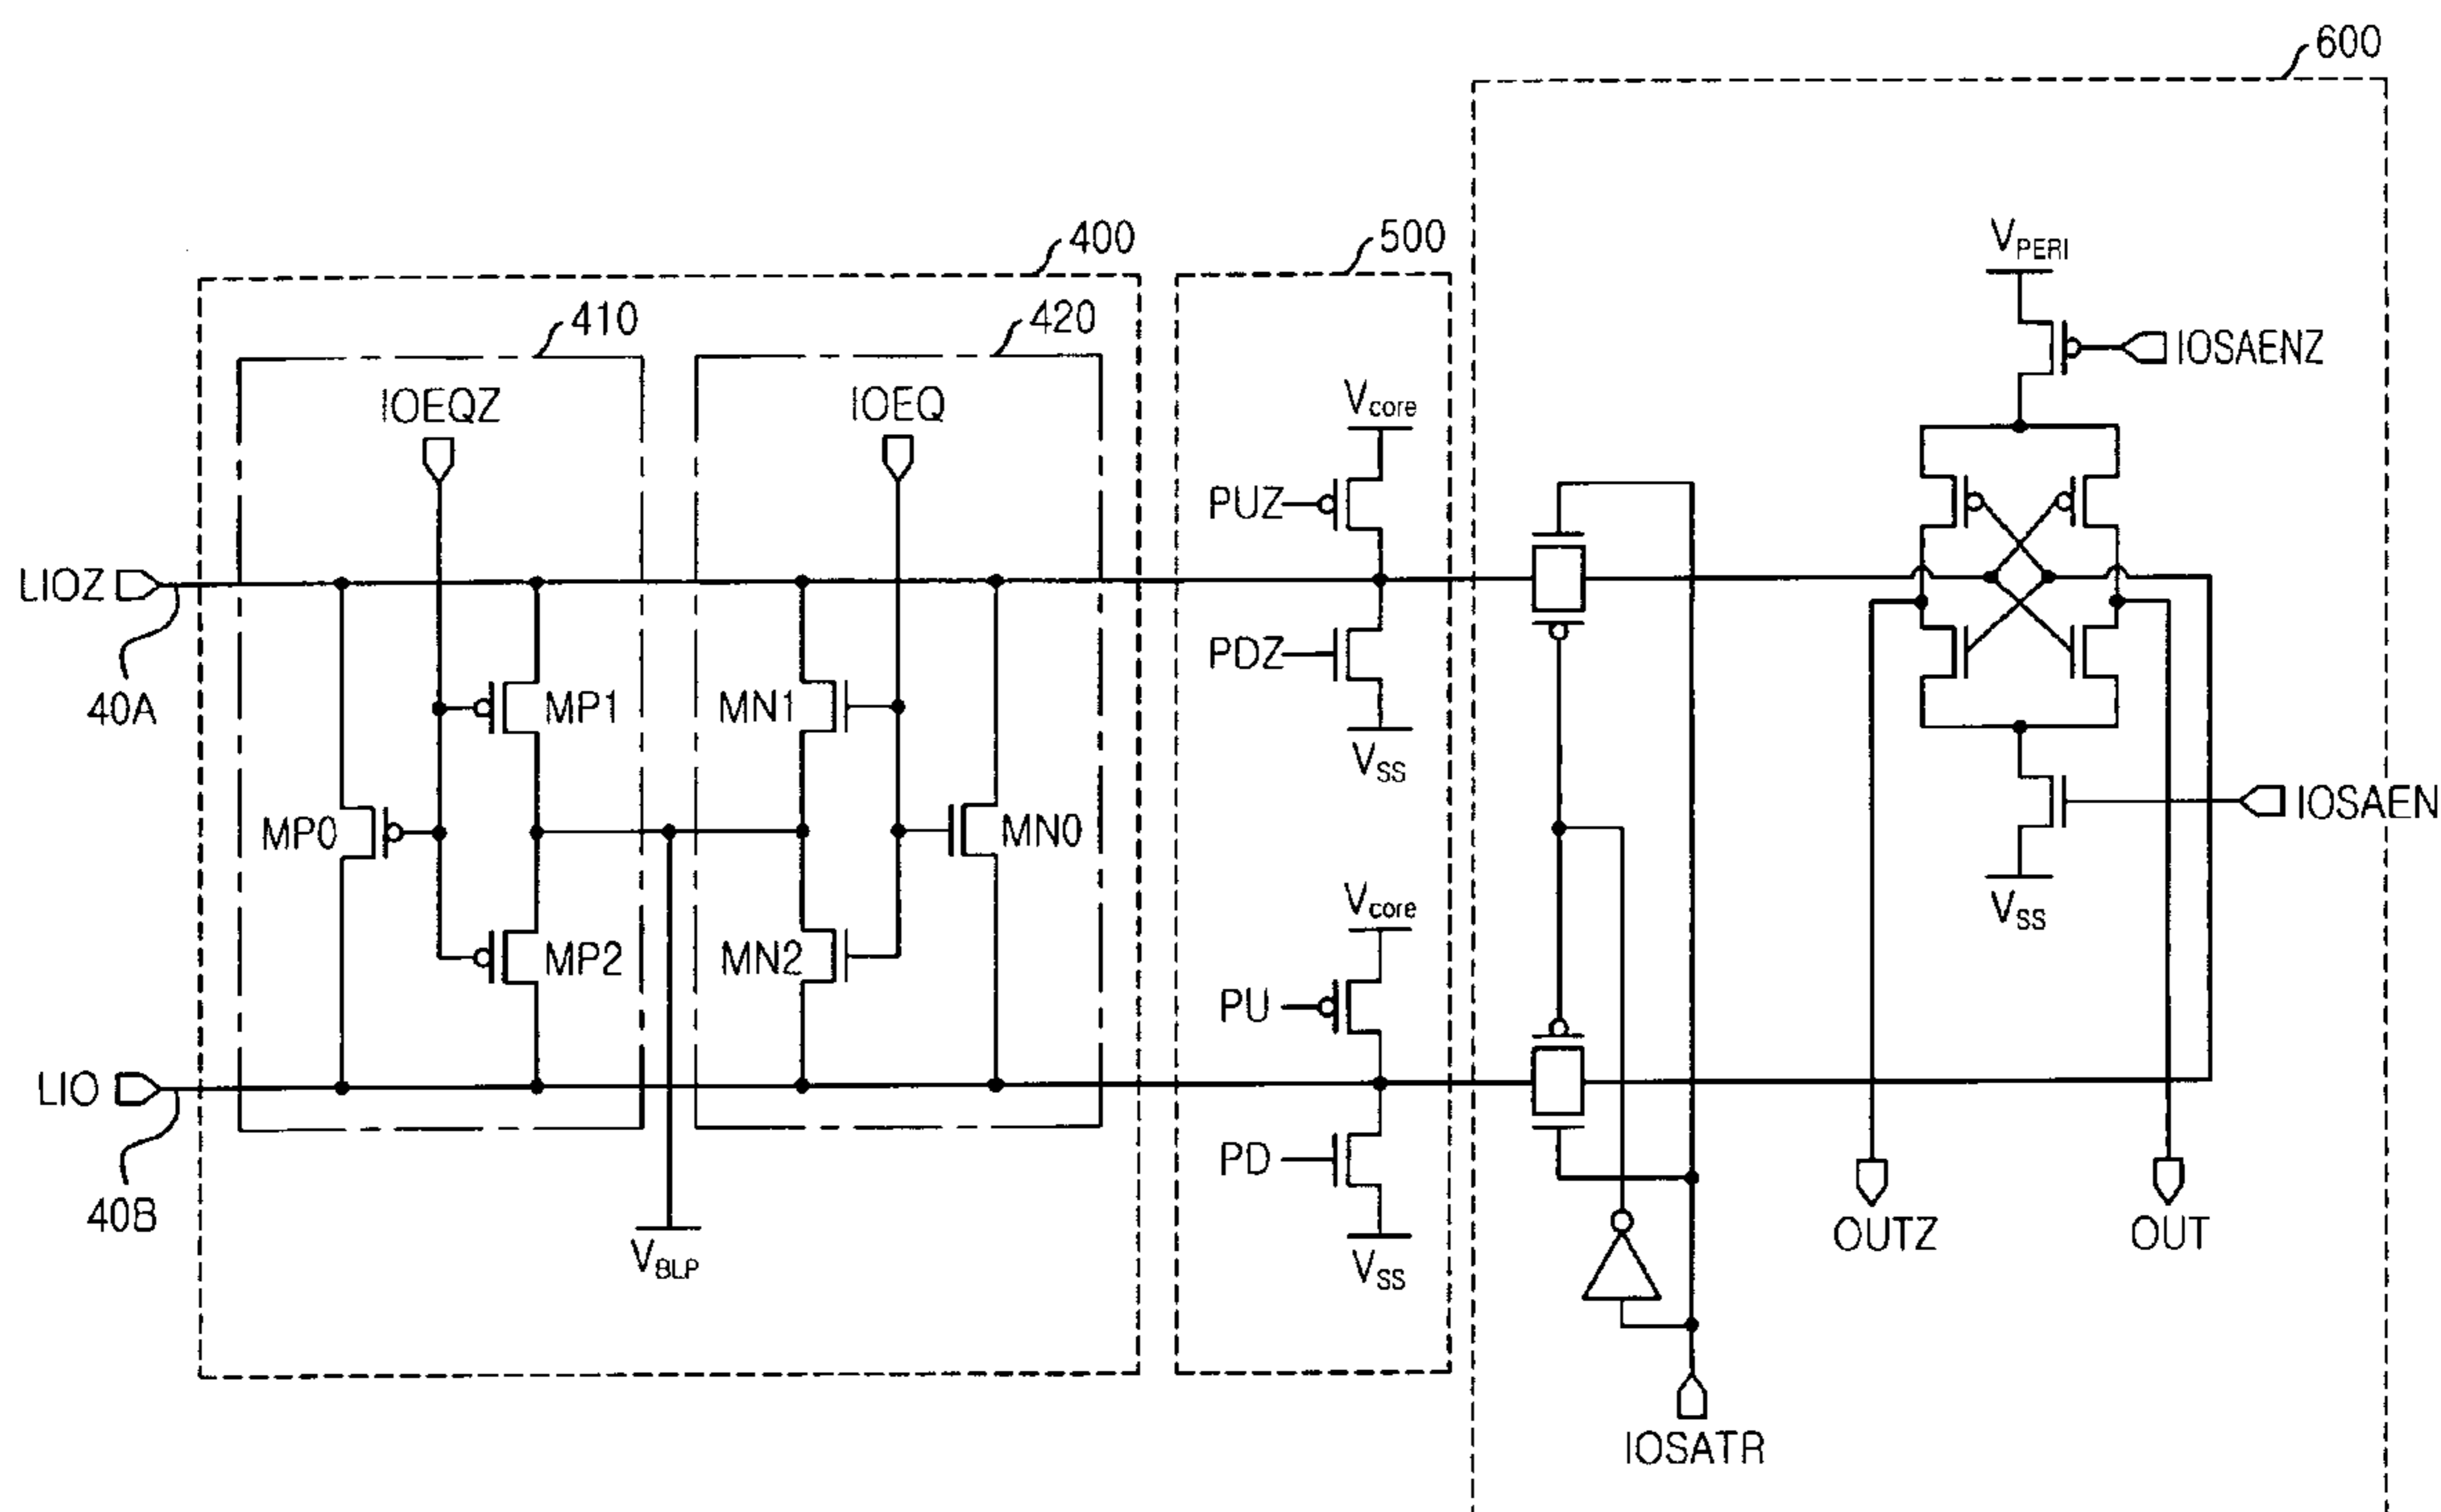 600
400
500
410
420
V_PERI
IOSAENZ
IOEQZ
IOEQ
Vcore
PUZ
LIOZ
PDZ
40A
MP1
MN1
VSS
MP0
MN0
IOSAEN
Vcore
VSS
MP2
MN2
PU
LIO
PD
40B
OUTZ
OUT
VBLP
VSS
IOSATR